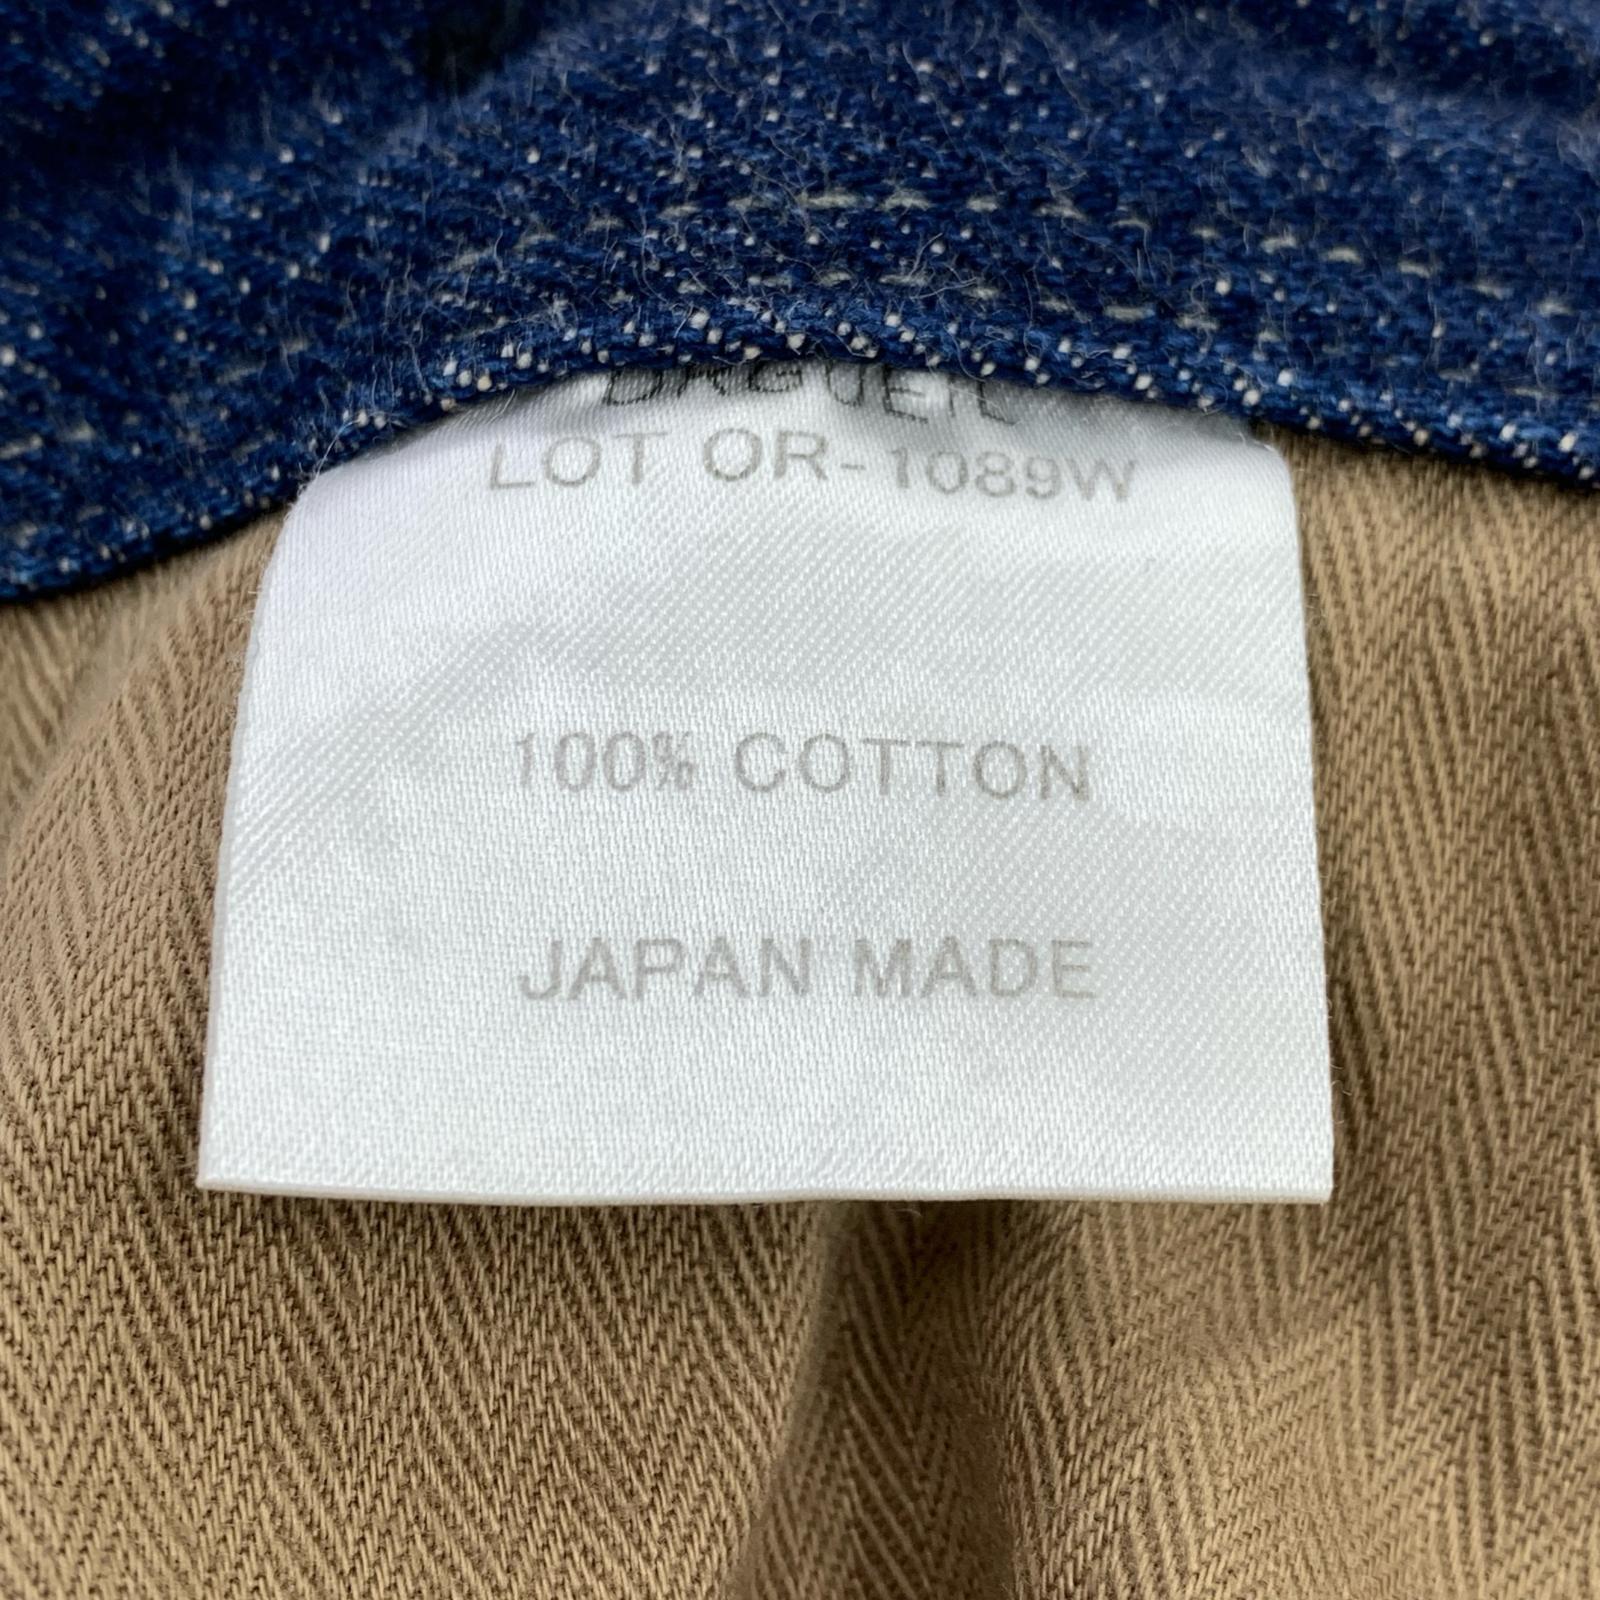 LOT OR-1089W
100% COTTON
JAPAN MADE